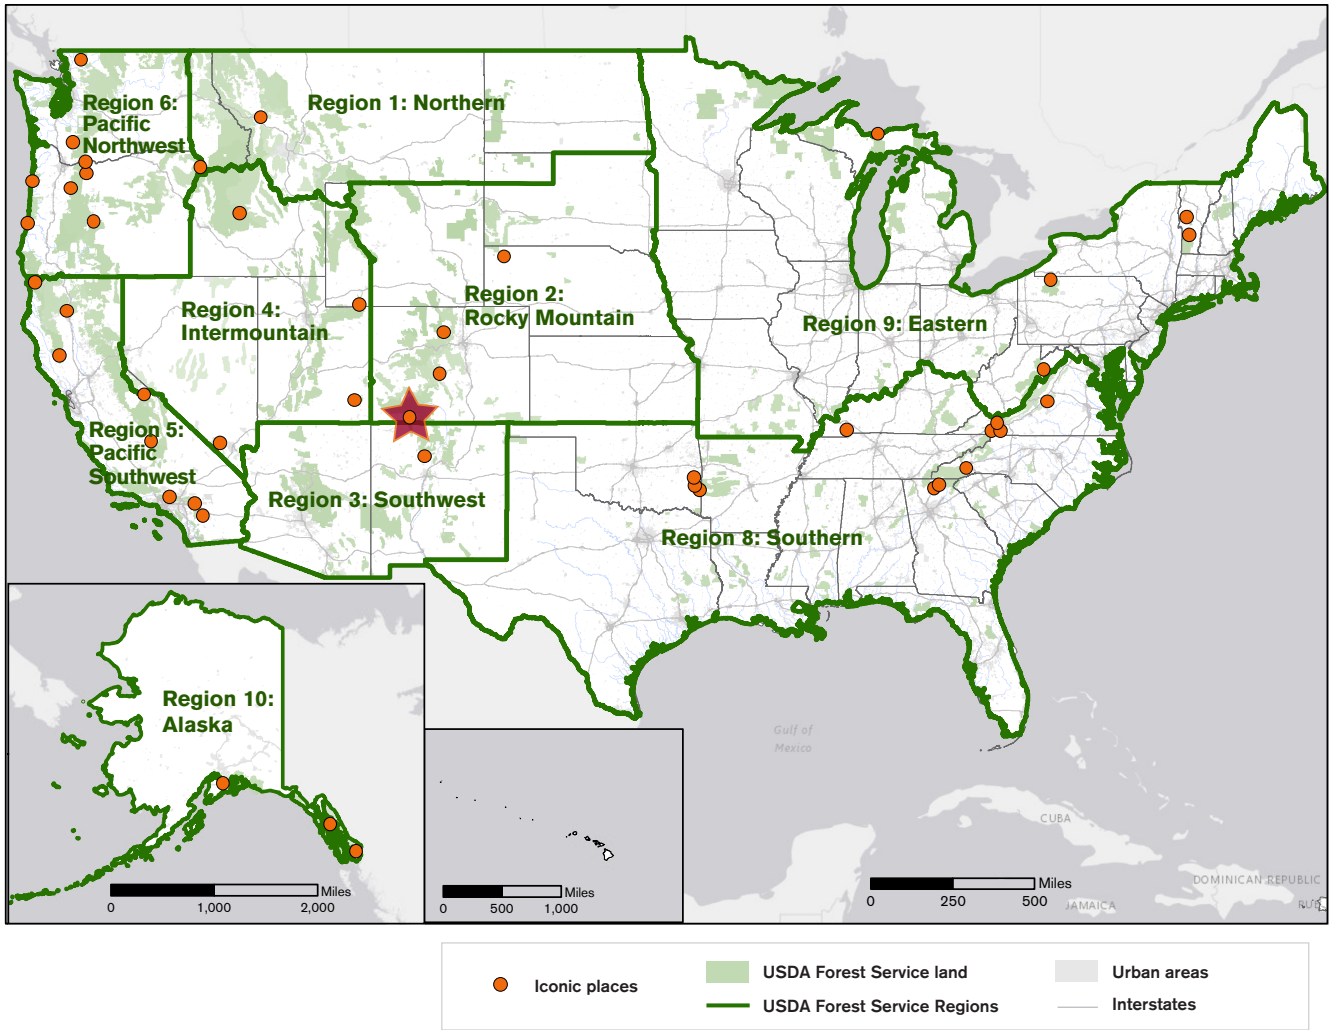 Region 6:
Pacific
Northwest
Region 1: Northern
Region 4:
Intermountain
Region 2:
Rocky Mountain
Region 9: Eastern
Region 5:
Pacific
Southwest
Region 3: Southwest
Region 8: Southern
Region 10:
Alaska
Gulf of
Mexico
CUBA
DOMINICAN REPUBLIC
JAMAICA
Miles
0 1,000 2,000
Miles
0 500 1,000
Miles
0 250 500
Iconic places
USDA Forest Service land
USDA Forest Service Regions
Urban areas
Interstates